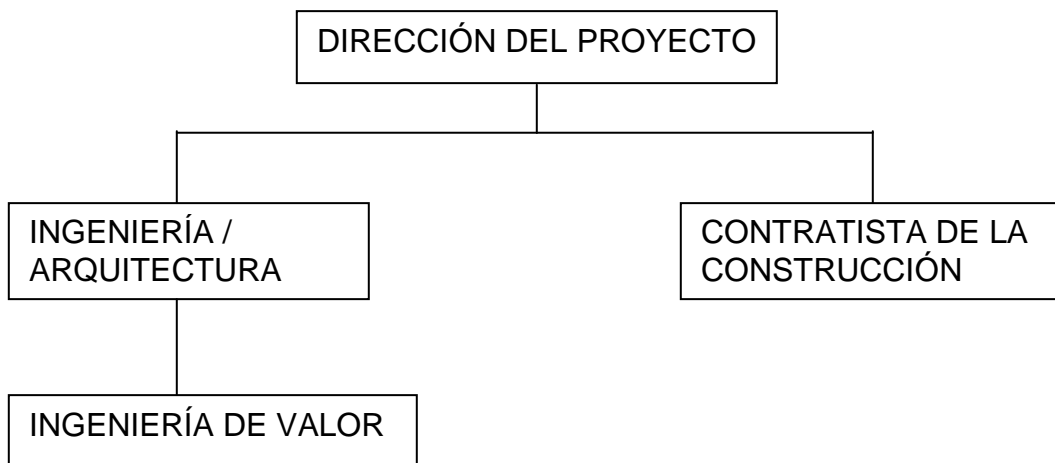 DIRECCIÓN DEL PROYECTO
INGENIERÍA /
ARQUITECTURA
CONTRATISTA DE LA
CONSTRUCCIÓN
INGENIERÍA DE VALOR